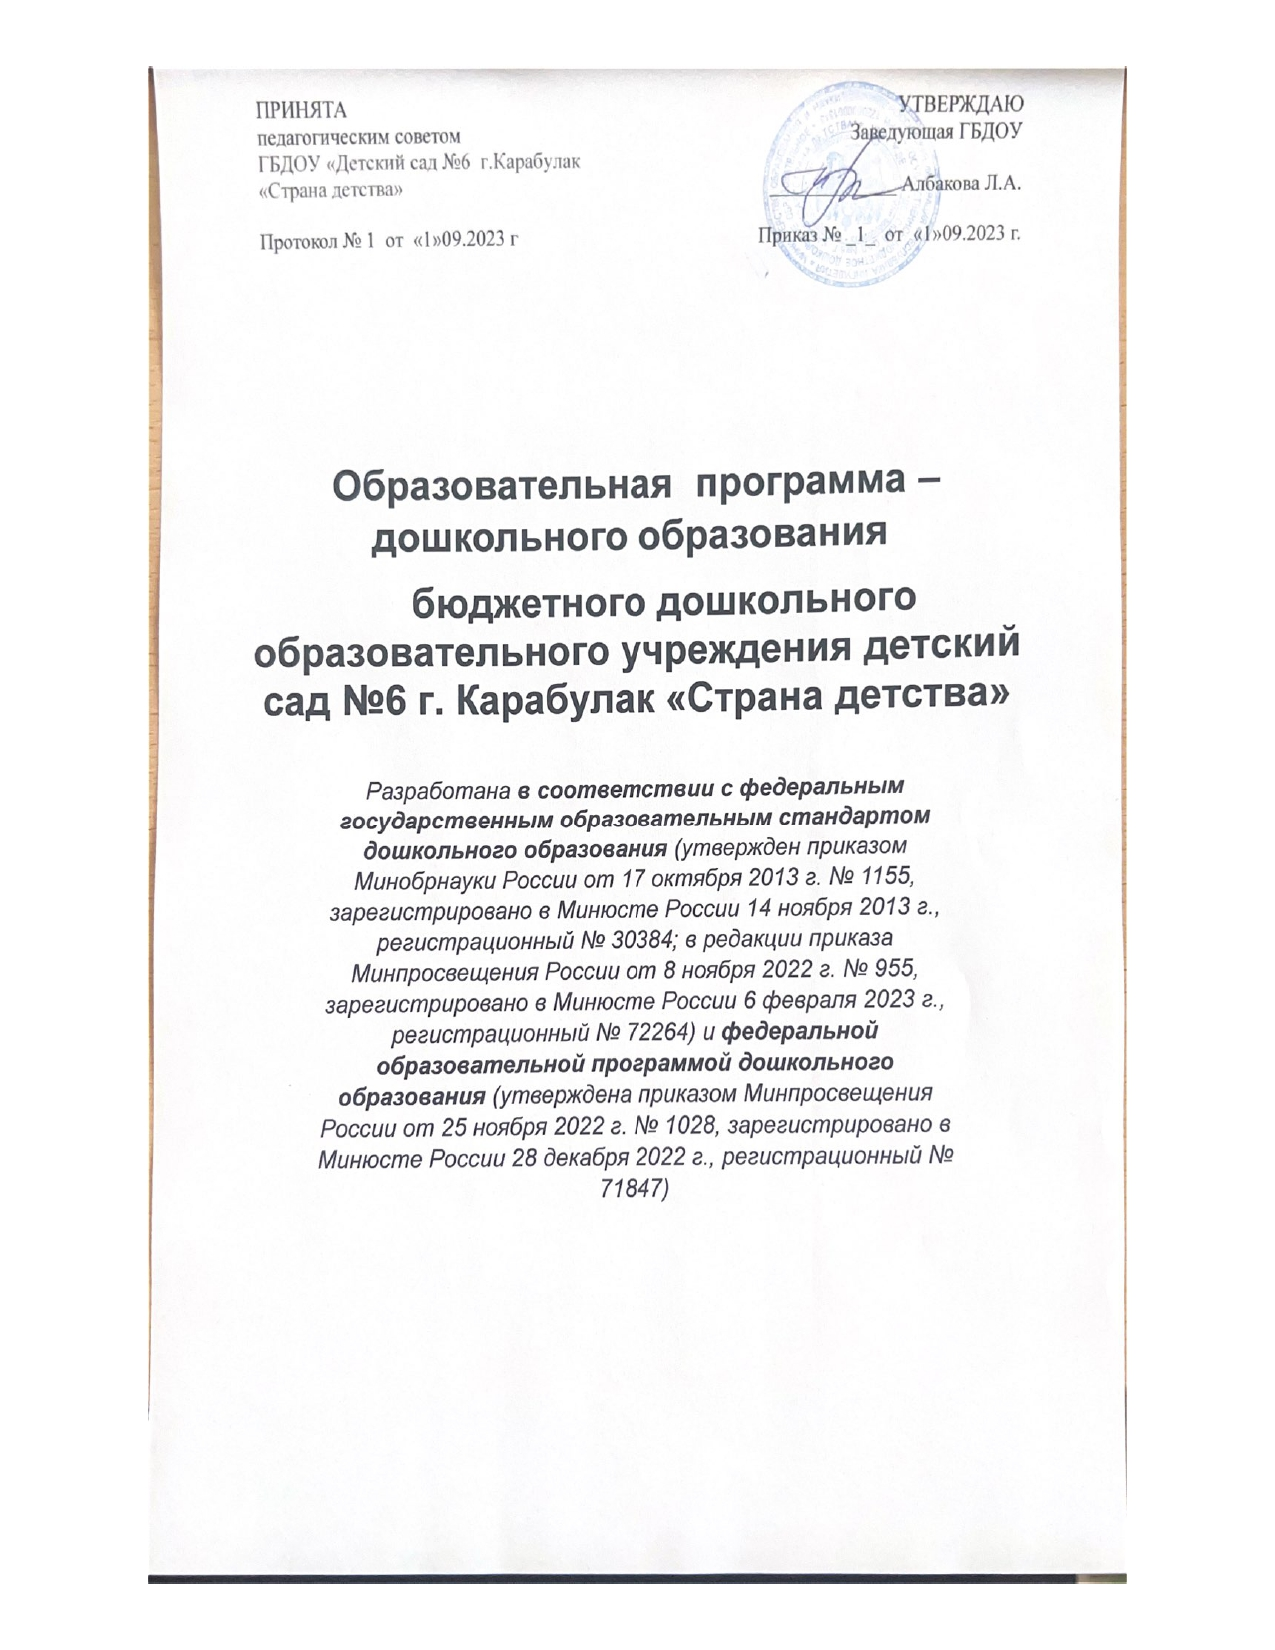 ПРИНЯТА
педагогическим советом
ГБДОУ «Детский сад №6 г.Карабулак
«Страна детства»
Протокол № 1 от «1»09.2023 г
УТВЕРЖДАЮ
Заведующая ГБДОУ
Албакова Л.А.
Приказ № _1_ от «1»09.2023 г.
Образовательная программа –
дошкольного образования
бюджетного дошкольного
образовательного учреждения детский
сад №6 г. Карабулак «Страна детства»
Разработана в соответствии с федеральным
государственным образовательным стандартом
дошкольного образования (утвержден приказом
Минобрнауки России от 17 октября 2013 г. № 1155,
зарегистрировано в Минюсте России 14 ноября 2013 г.,
регистрационный № 30384; в редакции приказа
Минпросвещения России от 8 ноября 2022 г. № 955,
зарегистрировано в Минюсте России 6 февраля 2023 г.,
регистрационный № 72264) и федеральной
образовательной программой дошкольного
образования (утверждена приказом Минпросвещения
России от 25 ноября 2022 г. № 1028, зарегистрировано в
Минюсте России 28 декабря 2022 г., регистрационный №
71847)